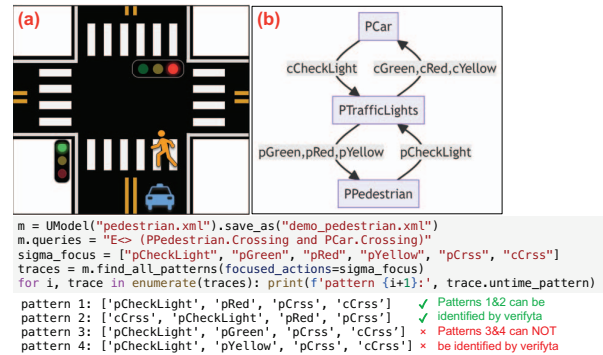 (a)
(b)
PCar
cCheckLight
cGreen,cRed,cYellow
PTrafficLights
pGreen,pRed,pYellow
pCheckLight
PPedestrian
m = UModel("pedestrian.xml").save_as("demo_pedestrian.xml")
m.queries = "E<> (PPedestrian.Crossing and PCar.Crossing)"
sigma_focus = ["pCheckLight", "pGreen", "pRed", "pYellow", "pCrss", "cCrss"]
traces = m.find_all_patterns(focused_actions=sigma_focus)
for i, trace in enumerate(traces): print(f'pattern {i+1}:', trace.untime_pattern)
pattern 1: ['pCheckLight', 'pRed', 'pCrss', 'cCrss'] ✓ Patterns 1&2 can be
pattern 2: ['cCrss', 'pCheckLight', 'pRed', 'pCrss'] ✓ identified by verifyta
pattern 3: ['pCheckLight', 'pGreen', 'pCrss', 'cCrss'] × Patterns 3&4 can NOT
pattern 4: ['pCheckLight', 'pYellow', 'pCrss', 'cCrss'] × be identified by verifyta